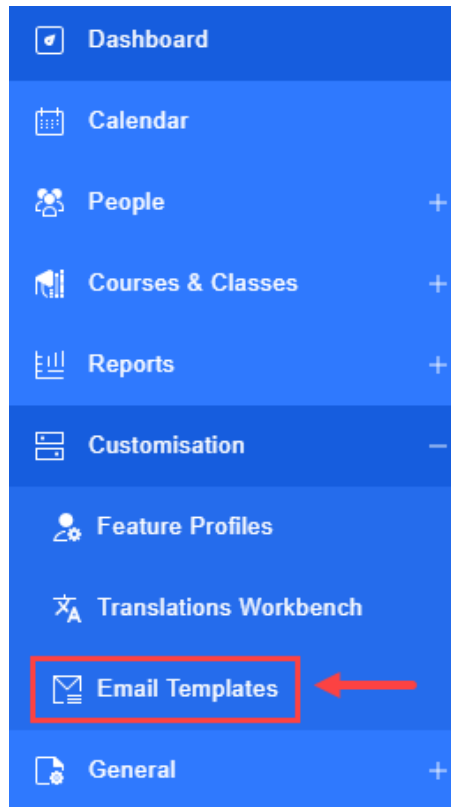 Dashboard
Calendar
People
Courses & Classes
Reports
Customisation
Feature Profiles
Translations Workbench
Email Templates
General